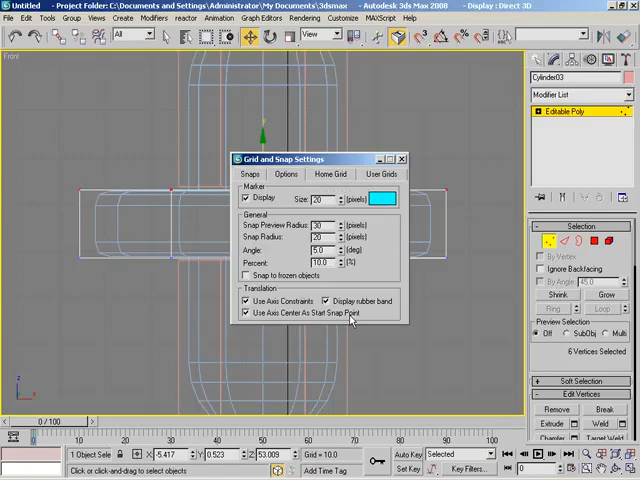 Untitled - Project Folder: C:\Documents and Settings\Administrator\My Documents\3dsmax - Autodesk 3ds Max 2008 - Display : Direct 3D
File Edit Tools Group Views Create Modifiers reactor Animation Graph Editors Rendering Customize MAXScript Help
All View
Front
Cylinder03
Modifier List
Editable Poly
Grid and Snap Settings
Snaps Options Home Grid User Grids
Marker
Display Size: 20 (pixels)
General
Snap Preview Radius: 30 (pixels)
Snap Radius: 20 (pixels)
Angle: 5.0 (deg)
Percent: 10.0 (%)
Snap to frozen objects
Translation
Use Axis Constraints Display rubber band
Use Axis Center As Start Snap Point
Selection
By Vertex
Ignore Backfacing
By Angle: 45.0
Shrink Grow
Ring Loop
Preview Selection
Off SubObj Multi
6 Vertices Selected
Soft Selection
Edit Vertices
Remove Break
Extrude Weld
Chamfer Target Weld
z
x
0 / 100
0 10 20 30 40 50 60 70 80 90 100
1 Object Selec X: -5.417 Y: 0.523 Z: 53.009 Grid = 10.0 Auto Key Selected
Click or click-and-drag to select objects Add Time Tag Set Key Key Filters... 0